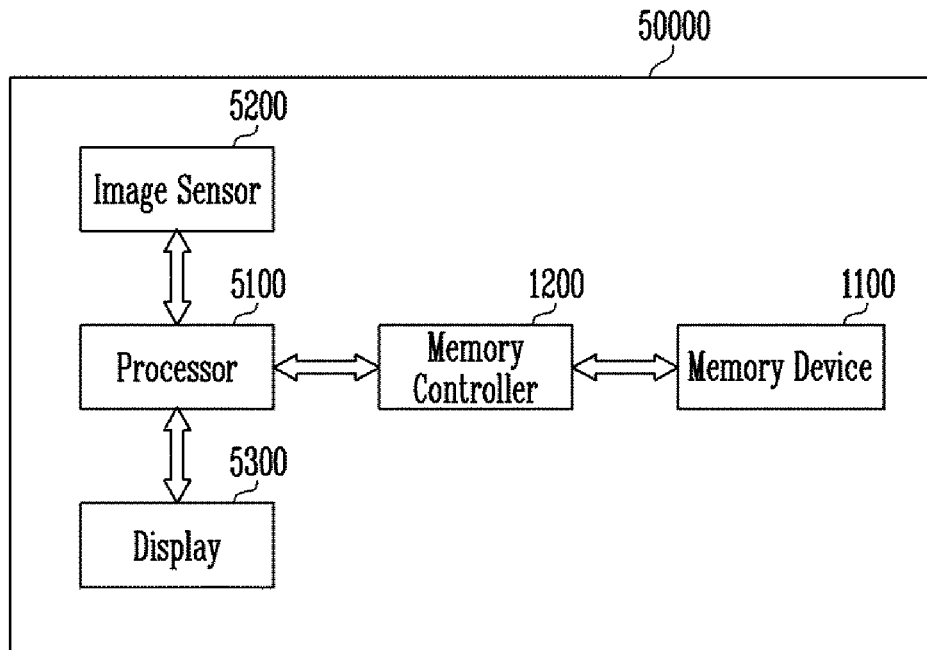 50000
5200
Image Sensor
5100
Processor
1200
Memory
Controller
1100
Memory Device
5300
Display